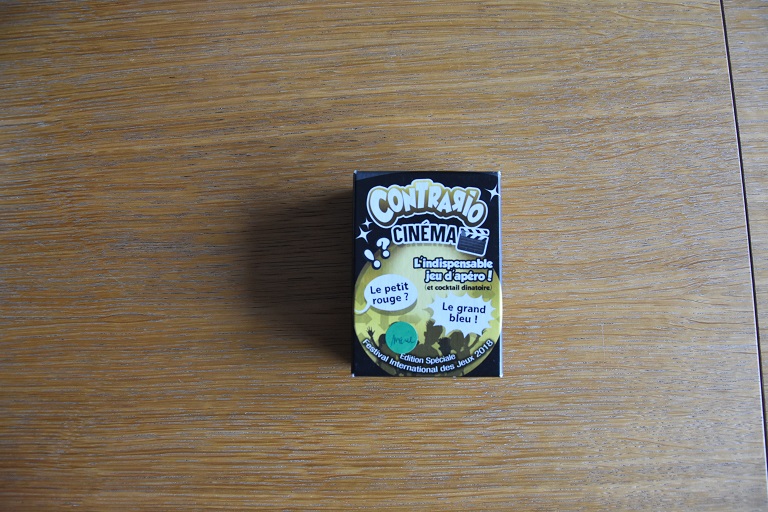 CONTRARIO
CINÉMA
!?
L'indispensable
jeu d'apéro !
(et cocktail dinatoire)
Le petit
rouge ?
Le grand
bleu !
Edition Spéciale
Festival International des Jeux 2018